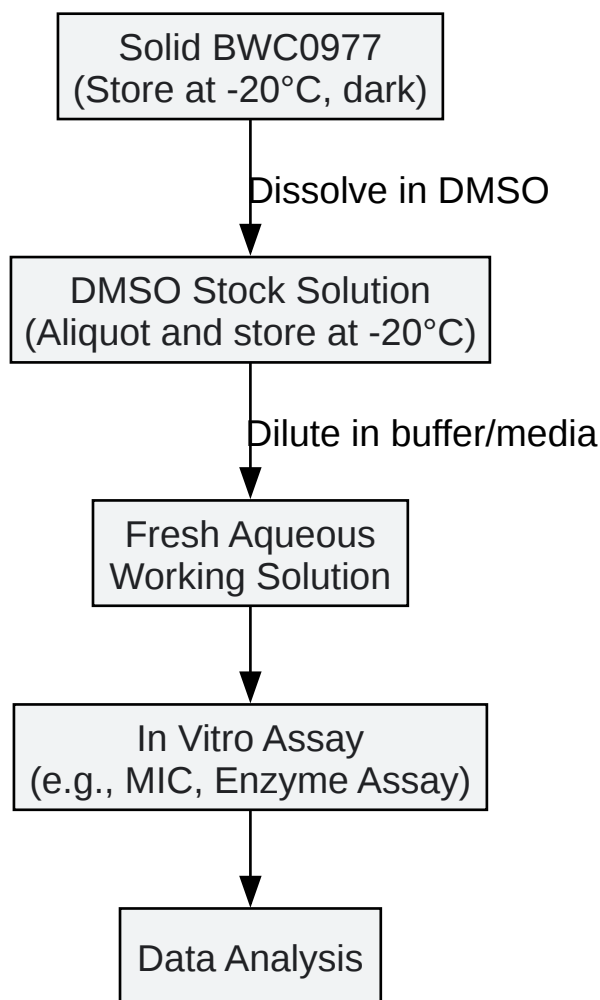 Solid BWC0977
(Store at -20°C, dark)
Dissolve in DMSO
DMSO Stock Solution
(Aliquot and store at -20°C)
Dilute in buffer/media
Fresh Aqueous
Working Solution
In Vitro Assay
(e.g., MIC, Enzyme Assay)
Data Analysis